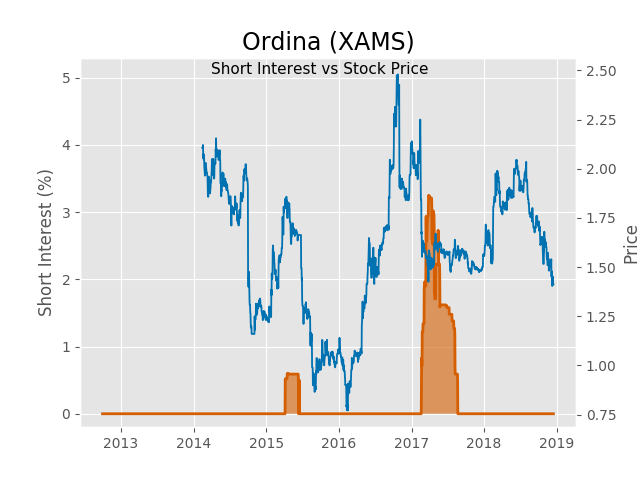 Ordina (XAMS)
Short Interest vs Stock Price
Short Interest (%)
5
4
3
2
1
0
2.50
2.25
2.00
1.75
1.50
1.25
1.00
0.75
Price
2013 2014 2015 2016 2017 2018 2019